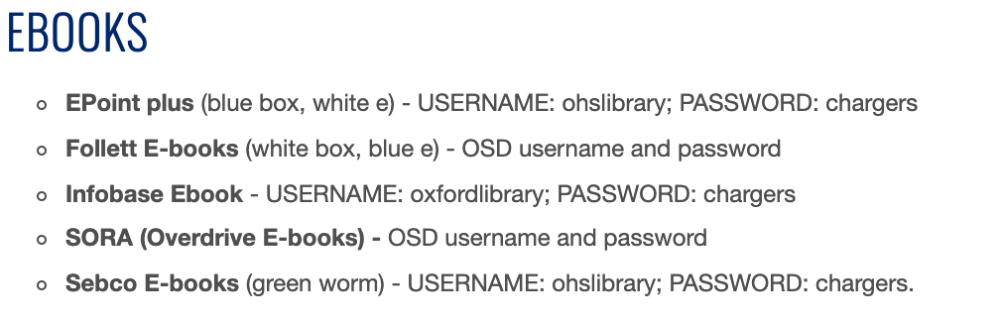 EBOOKS
EPoint plus (blue box, white e) - USERNAME: ohslibrary; PASSWORD: chargers
Follett E-books (white box, blue e) - OSD username and password
Infobase Ebook - USERNAME: oxfordlibrary; PASSWORD: chargers
SORA (Overdrive E-books) - OSD username and password
Sebco E-books (green worm) - USERNAME: ohslibrary; PASSWORD: chargers.